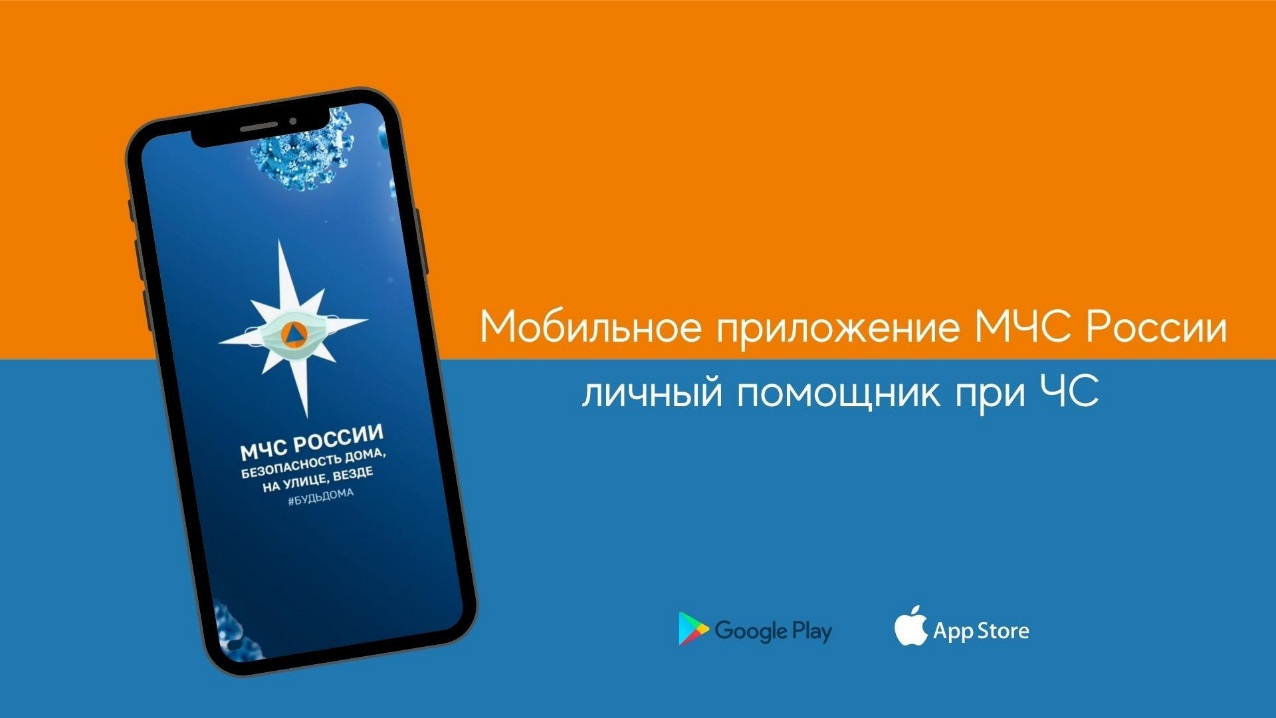 Мобильное приложение МЧС России
личный помощник при ЧС
МЧС РОССИИ
БЕЗОПАСНОСТЬ ДОМА,
НА УЛИЦЕ, ВЕЗДЕ
#БУДЬДОМА
Google Play
App Store